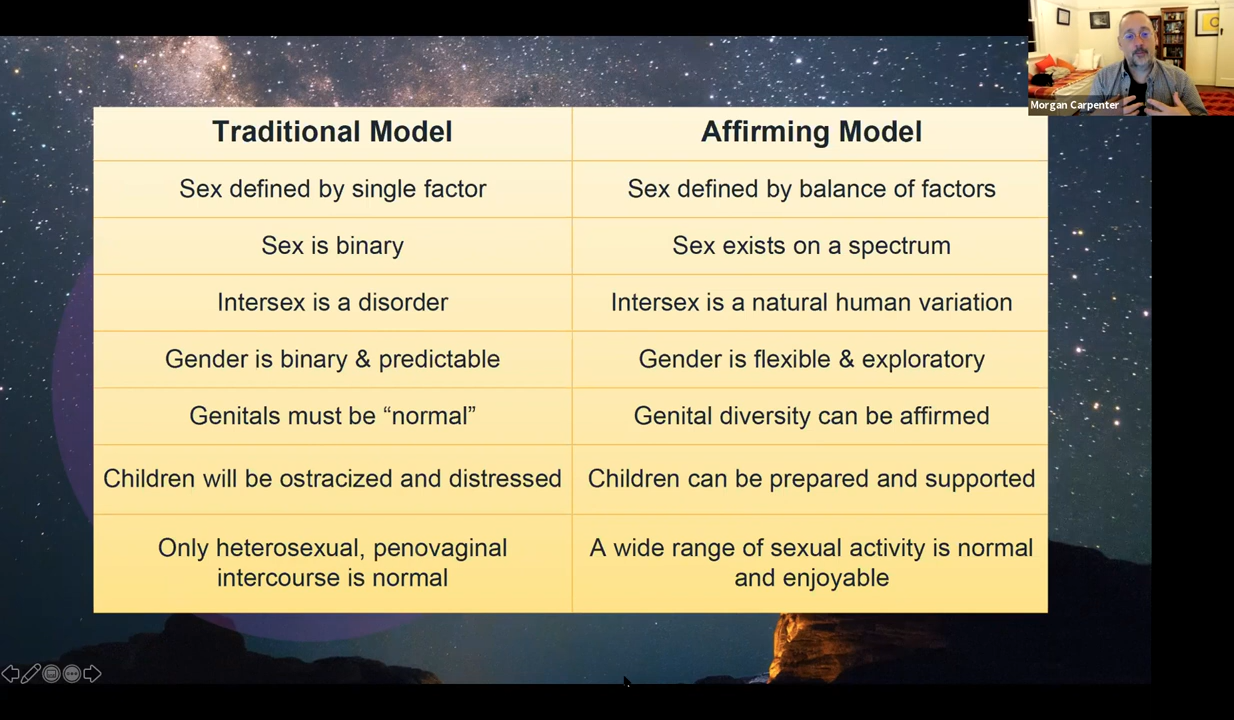 Morgan Carpenter
Traditional Model
Affirming Model
Sex defined by single factor
Sex defined by balance of factors
Sex is binary
Sex exists on a spectrum
Intersex is a disorder
Intersex is a natural human variation
Gender is binary & predictable
Gender is flexible & exploratory
Genitals must be “normal”
Genital diversity can be affirmed
Children will be ostracized and distressed
Children can be prepared and supported
Only heterosexual, penovaginal
intercourse is normal
A wide range of sexual activity is normal
and enjoyable